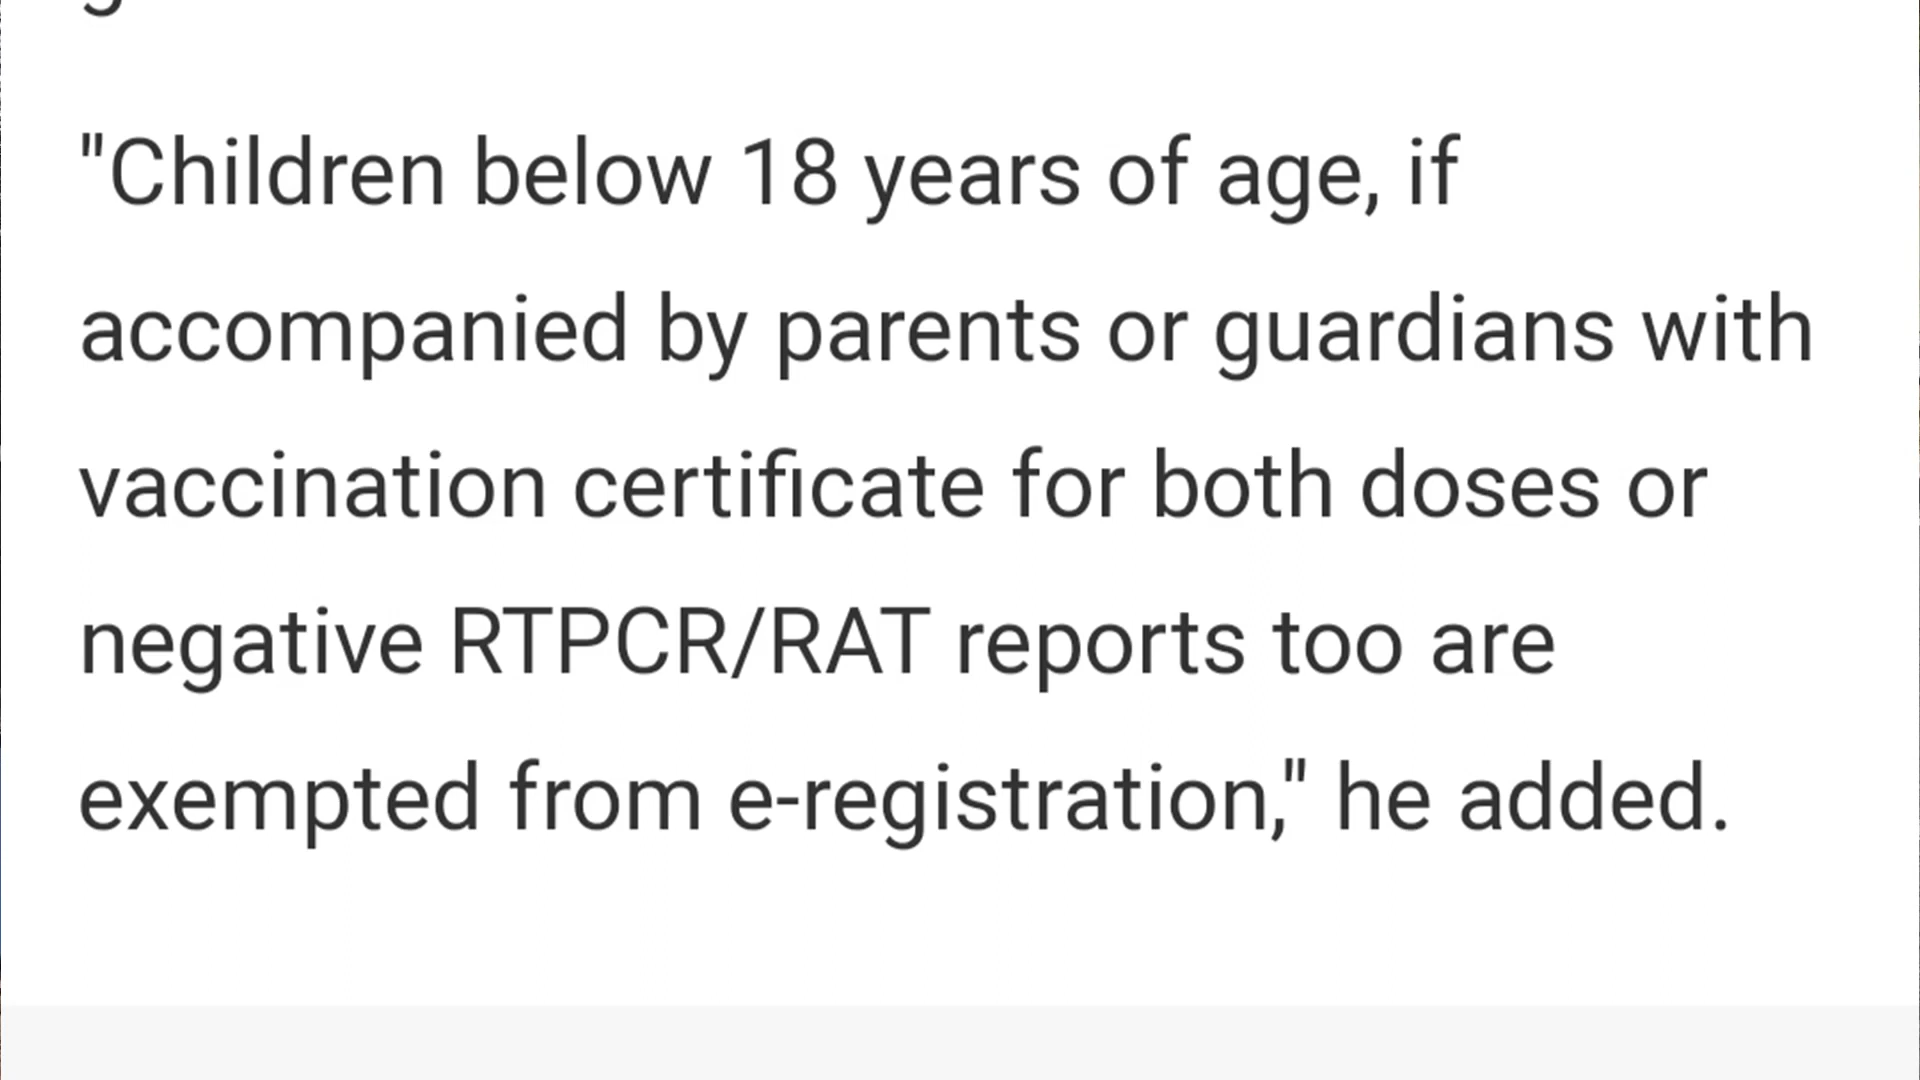 "Children below 18 years of age, if
accompanied by parents or guardians with
vaccination certificate for both doses or
negative RTPCR/RAT reports too are
exempted from e-registration," he added.